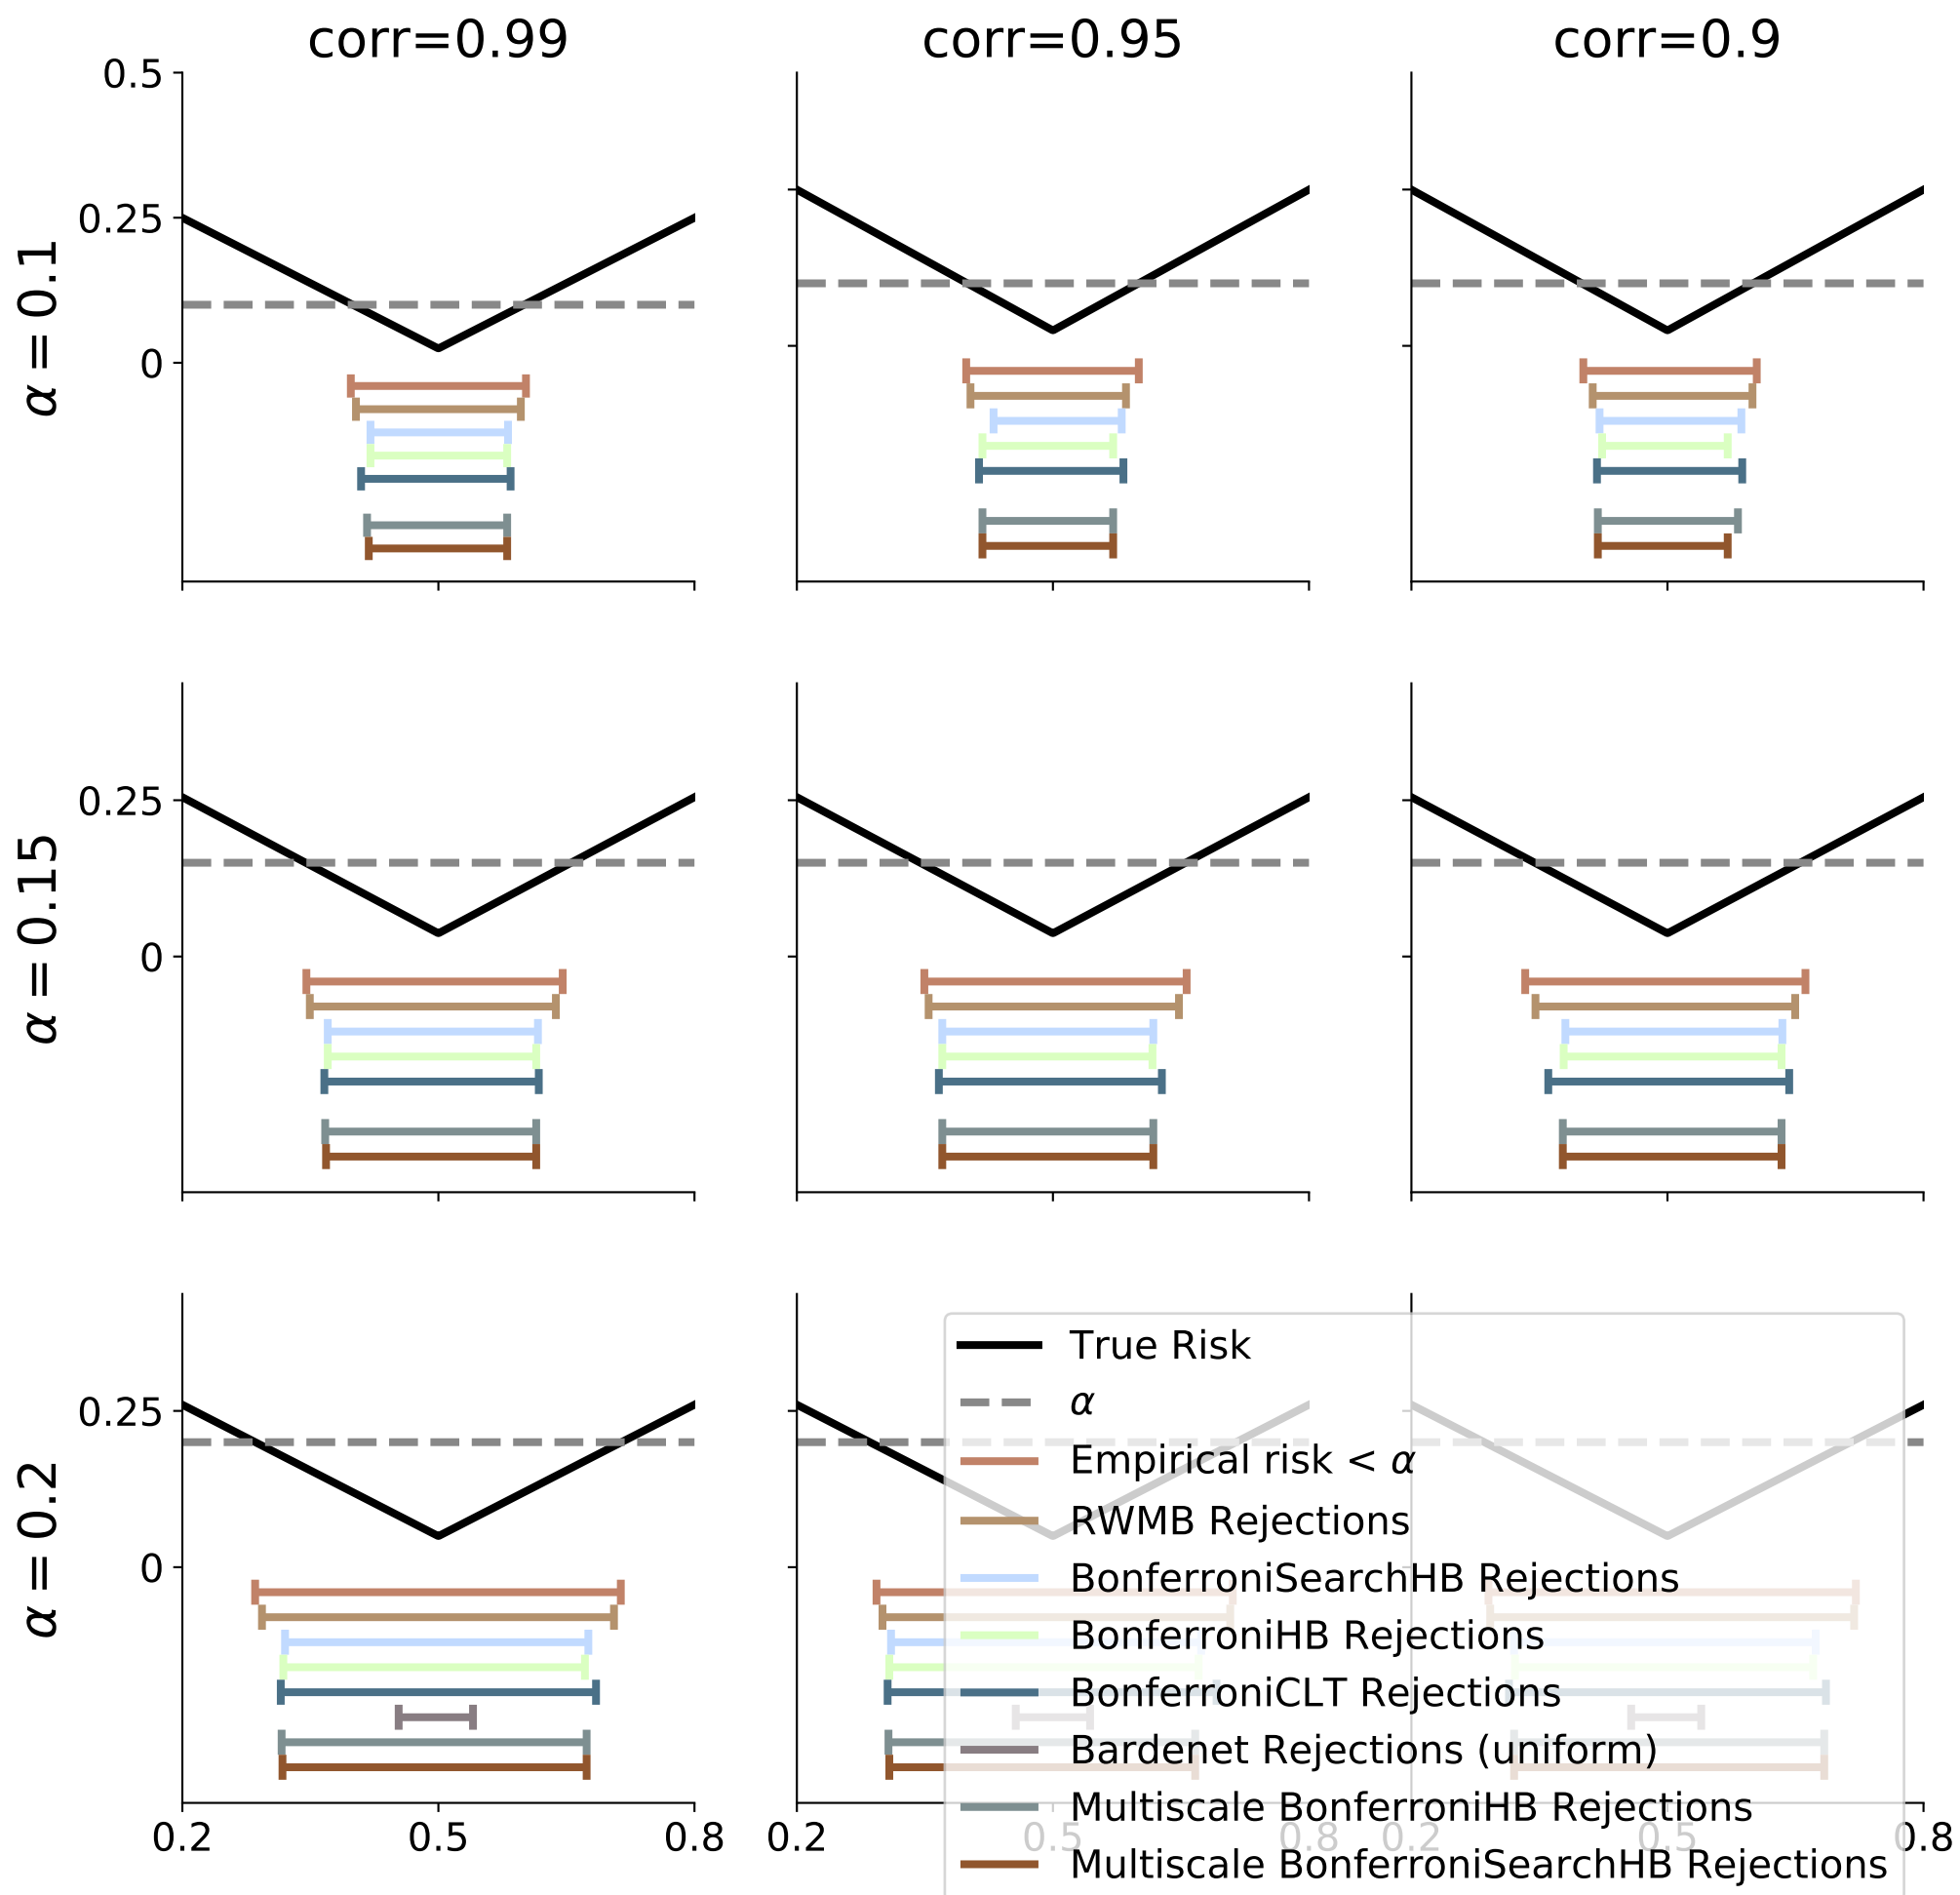 corr=0.99
corr=0.95
corr=0.9
0.5
0.25
0
α = 0.1
0.25
0
α = 0.15
0.25
0
α = 0.2
True Risk
α
Empirical risk < α
RWMB Rejections
BonferroniSearchHB Rejections
BonferroniHB Rejections
BonferroniCLT Rejections
Bardenet Rejections (uniform)
Multiscale BonferroniHB Rejections
Multiscale BonferroniSearchHB Rejections
0.2 0.5 0.8
0.2 0.5 0.8
0.2 0.5 0.8